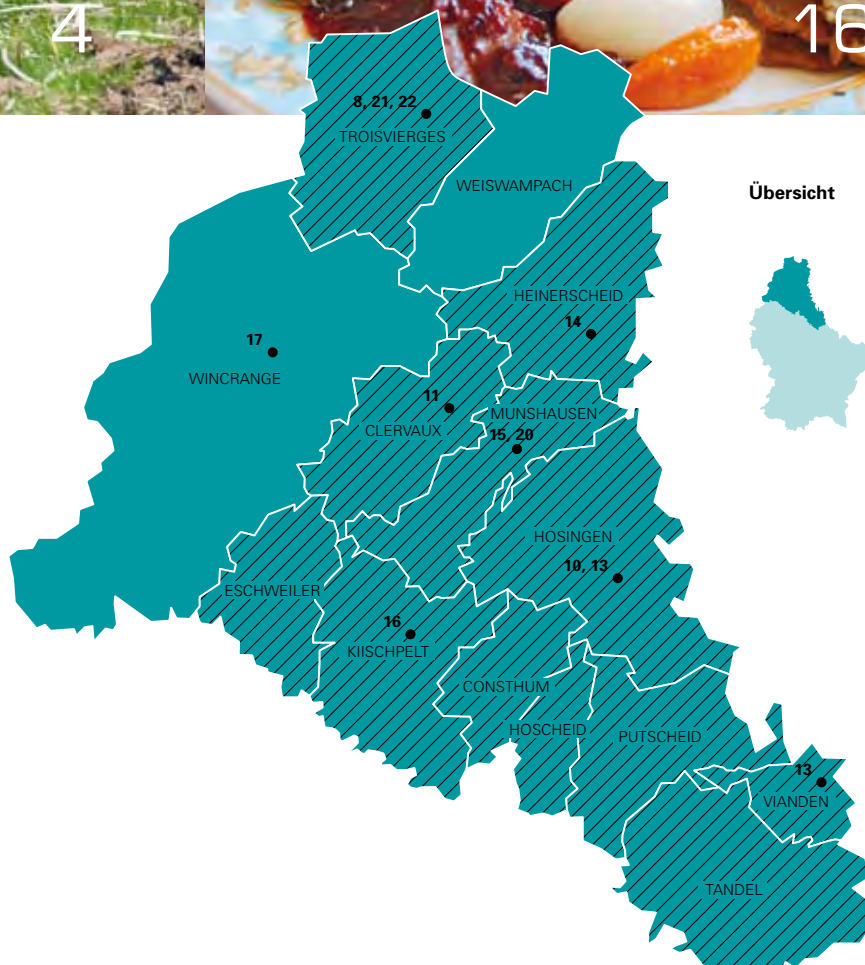 4
16
8, 21, 22
TROISVIERGES
WEISWAMPACH
Übersicht
HEINERSCHEID
14
17
WINCRANGE
11
CLERVAUX
MUNSHAUSEN
15, 20
HOSINGEN
10, 13
ESCHWEILER
16
KIISCHPELT
CONSTHUM
HOSCHEID
PUTSCHEID
13
VIANDEN
TANDEL